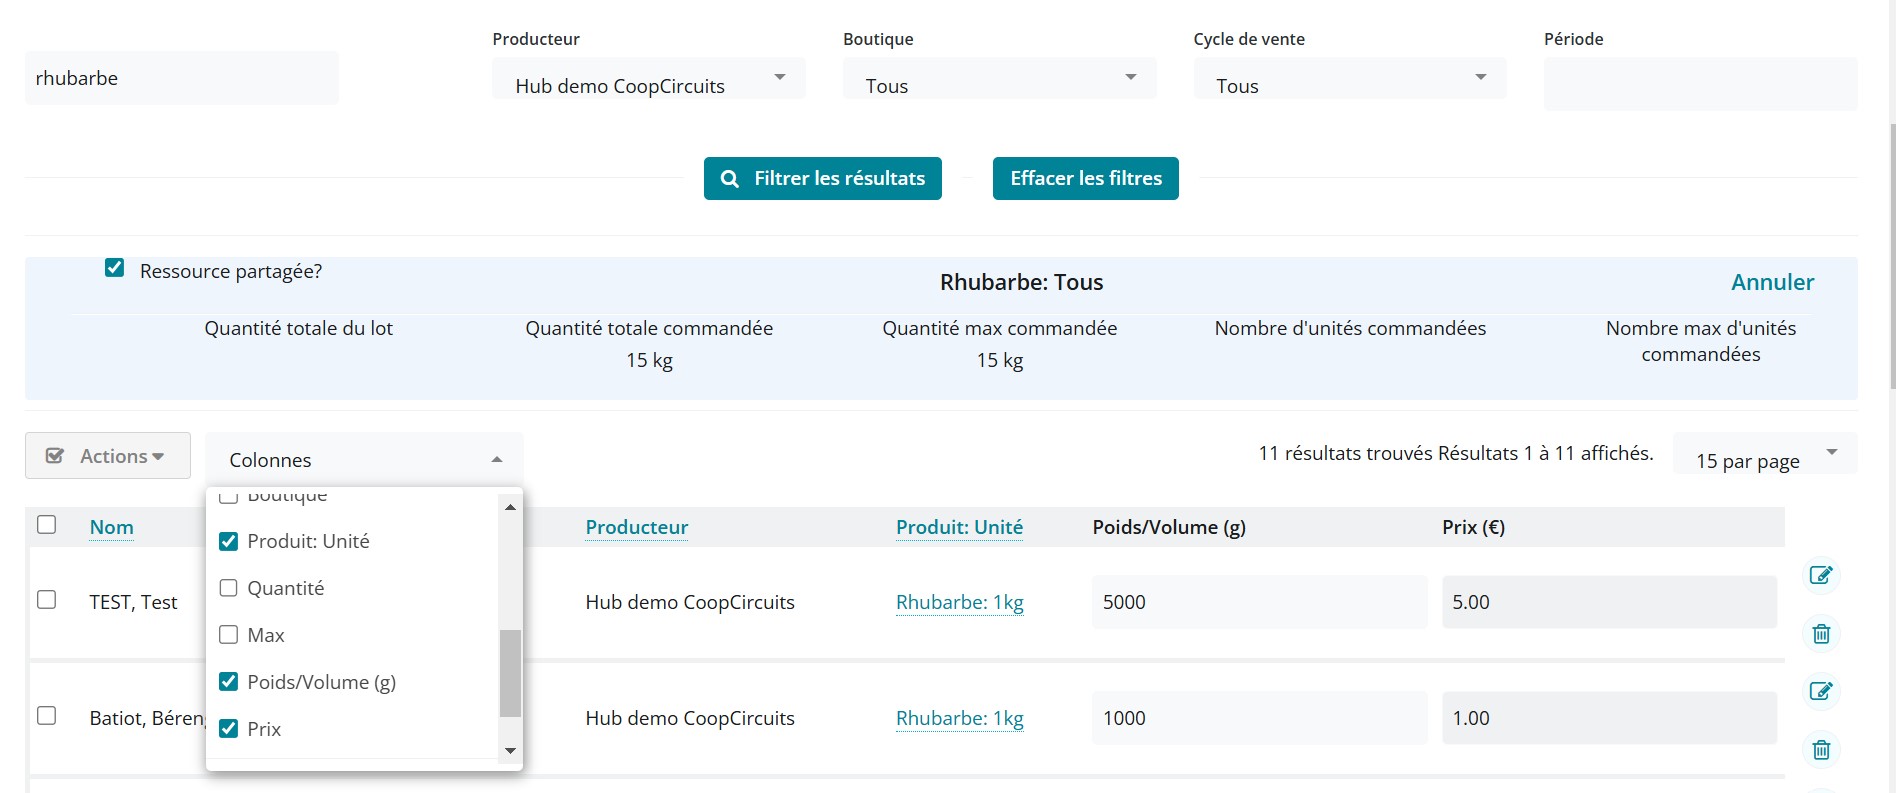 Producteur
Boutique
Cycle de vente
Période
rhubarbe
Hub demo CoopCircuits
Tous
Tous
Filtrer les résultats
Effacer les filtres
Ressource partagée?
Rhubarbe: Tous
Annuler
Quantité totale du lot
Quantité totale commandée
15 kg
Quantité max commandée
15 kg
Nombre d'unités commandées
Nombre max d'unités
commandées
Actions
Colonnes
11 résultats trouvés Résultats 1 à 11 affichés.
15 par page
Boutique
Produit: Unité
Quantité
Max
Poids/Volume (g)
Prix
Nom
Producteur
Produit: Unité
Poids/Volume (g)
Prix (€)
TEST, Test
Hub demo CoopCircuits
Rhubarbe: 1kg
5000
5.00
Batiot, Béren
Hub demo CoopCircuits
Rhubarbe: 1kg
1000
1.00